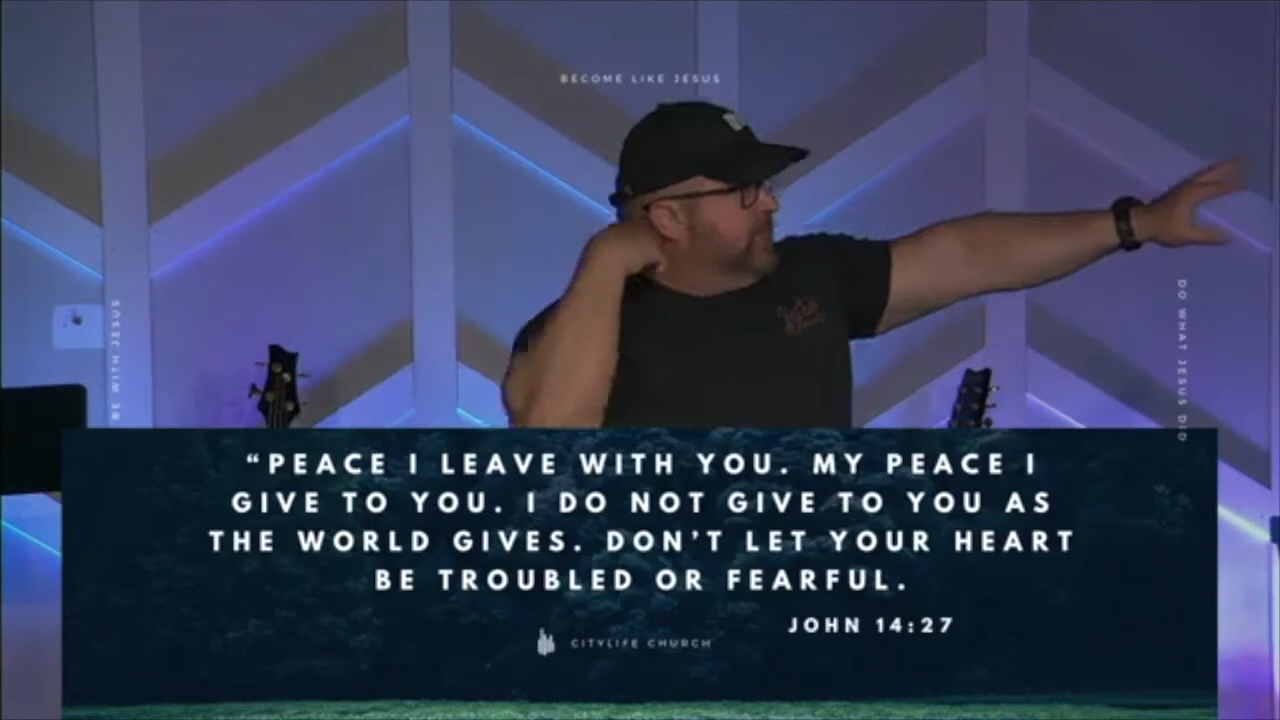 BECOME LIKE JESUS
BE WITH JESUS
DO WHAT JESUS DID
“PEACE I LEAVE WITH YOU. MY PEACE I
GIVE TO YOU. I DO NOT GIVE TO YOU AS
THE WORLD GIVES. DON’T LET YOUR HEART
BE TROUBLED OR FEARFUL.
JOHN 14:27
CITYLIFE CHURCH